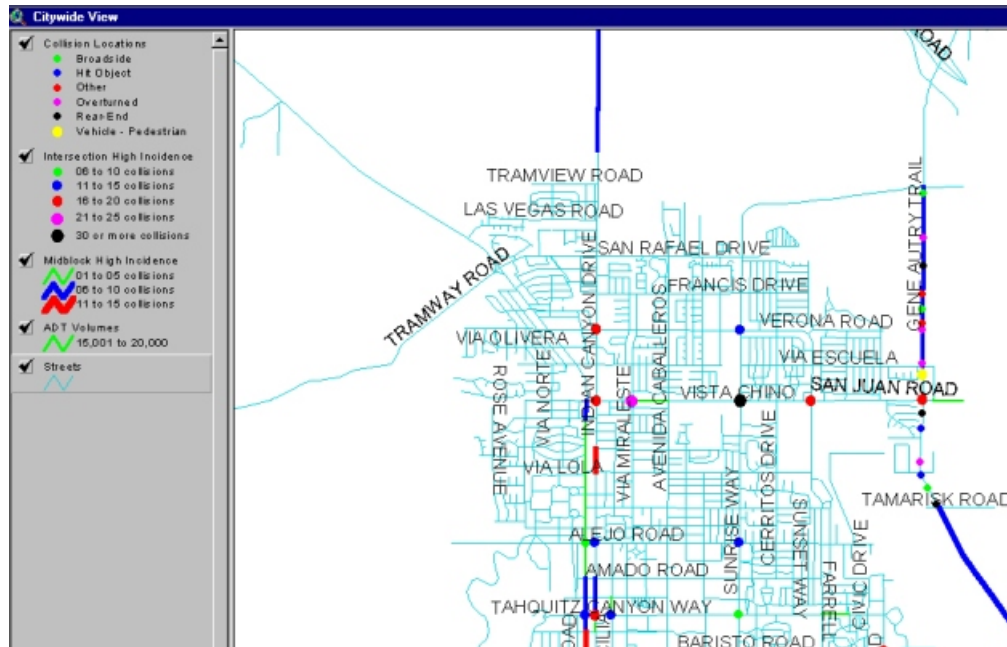 Citywide View
Collision Locations
Broadside
Hit Object
Other
Overturned
Rear-End
Vehicle - Pedestrian
Intersection High Incidence
06 to 10 collisions
11 to 15 collisions
16 to 20 collisions
21 to 25 collisions
30 or more collisions
Midblock High Incidence
01 to 05 collisions
06 to 10 collisions
11 to 15 collisions
ADT Volumes
15,001 to 20,000
Streets
ROAD
TRAMVIEW ROAD
LAS VEGAS ROAD
SAN RAFAEL DRIVE
TRAMWAY ROAD
FRANCIS DRIVE
GENE AUTRY TRAIL
INDIAN CANYON DRIVE
VERONA ROAD
VIA OLIVERA
VIA ESCUELA
AVENIDA CABALLEROS
ROSE AVENUE
VIA NORTE
VIA MIRALESTE
VISTA CHINO
SAN JUAN ROAD
CERRITOS DRIVE
VIA LOLA
SUNRISE WAY
SUNSET WAY
TAMARISK ROAD
ALEJO ROAD
AMADO ROAD
FARRELL
CIVIC DRIVE
TAHQUITZ CANYON WAY
BARISTO ROAD
ROAD